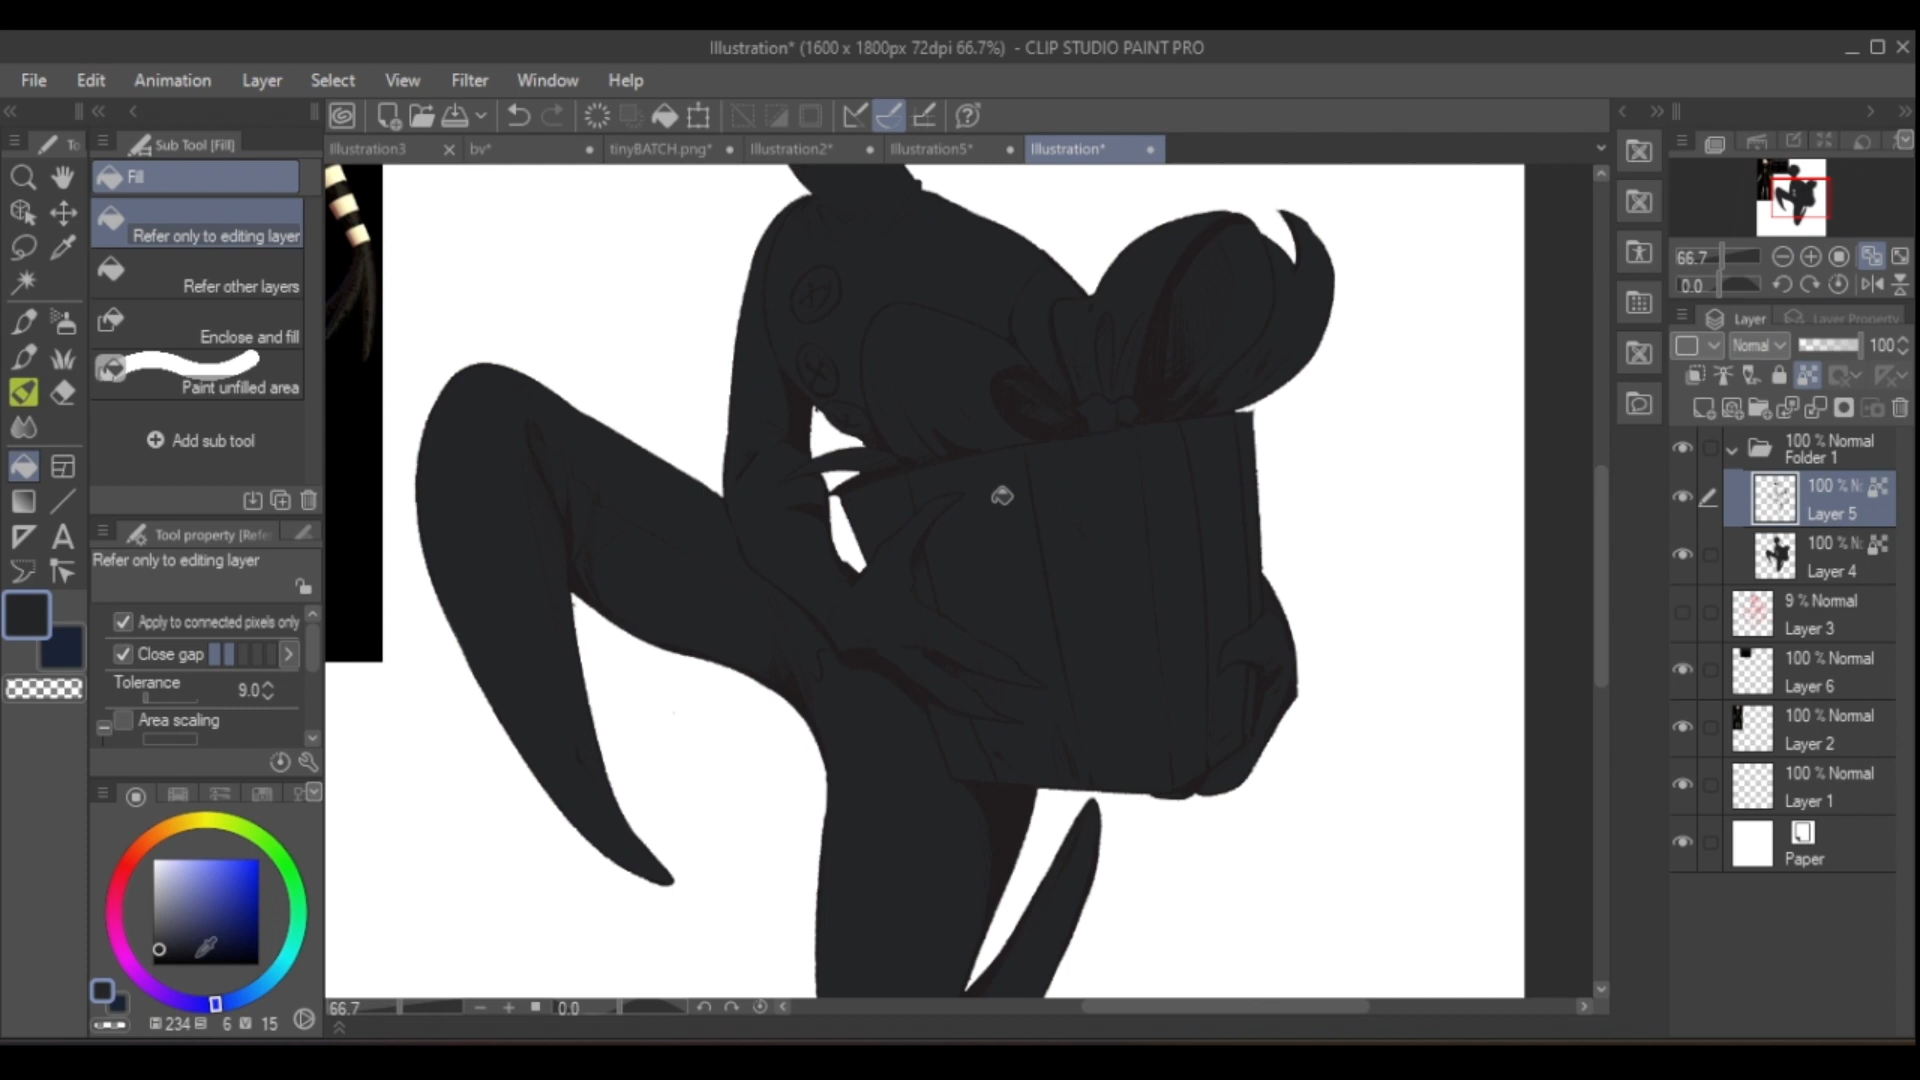 Illustration* (1600 x 1800px 72dpi 66.7%) - CLIP STUDIO PAINT PRO
File Edit Animation Layer Select View Filter Window Help
To
Sub Tool [Fill]
Illustration3 bv* tinyBATCH.png* Illustration2* Illustration5* Illustration*
Fill
Refer only to editing layer
Refer other layers
Enclose and fill
Paint unfilled area
Add sub tool
Tool property [Refer
Refer only to editing layer
Apply to connected pixels only
Close gap
Tolerance 9.0
Area scaling
234 6 15
66.7 0.0
66.7
0.0
Layer Layer Property
Normal 100
100 % Normal
Folder 1
100 % N
Layer 5
100 % N
Layer 4
9 % Normal
Layer 3
100 % Normal
Layer 6
100 % Normal
Layer 2
100 % Normal
Layer 1
Paper